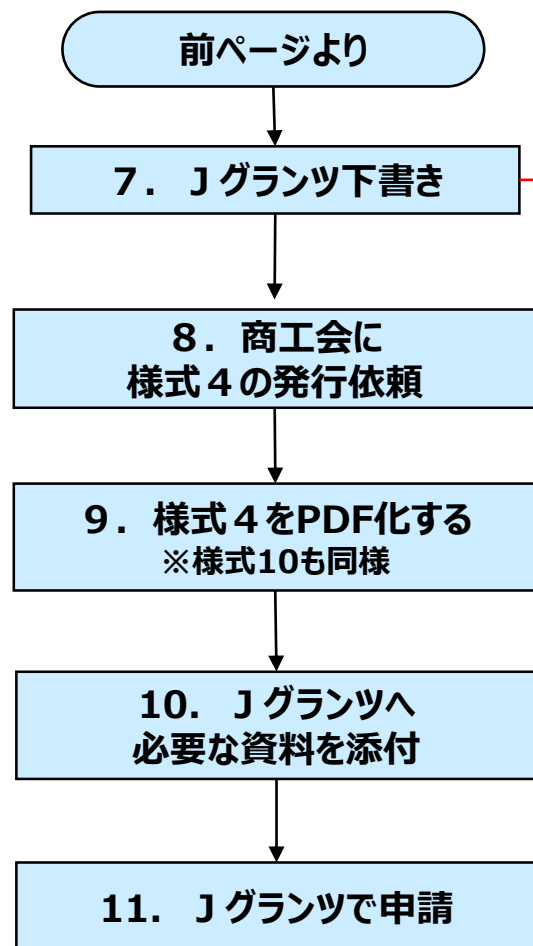 前ページより
７．Ｊグランツ下書き
８．商工会に
様式４の発行依頼
９．様式４をPDF化する
※様式10も同様
10．Ｊグランツへ
必要な資料を添付
11．Ｊグランツで申請